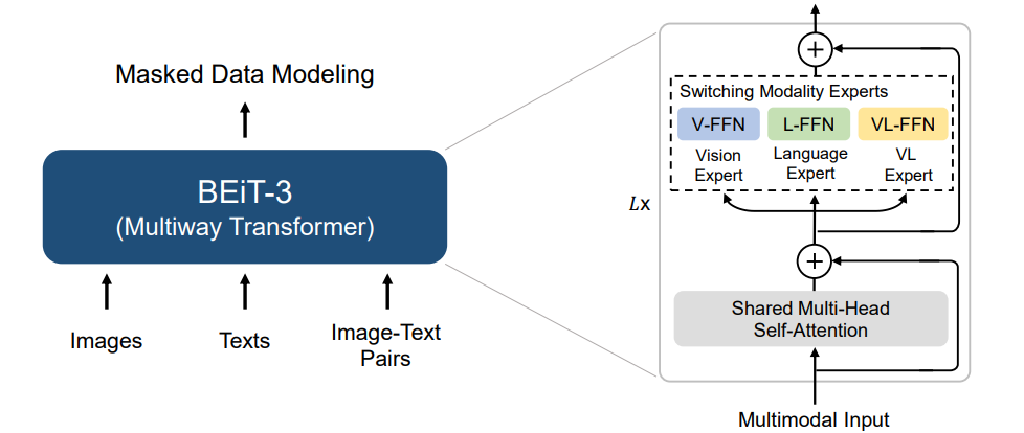 Masked Data Modeling
BEiT-3
(Multiway Transformer)
Images
Texts
Image-Text
Pairs
Switching Modality Experts
V-FFN
L-FFN
VL-FFN
Vision
Expert
Language
Expert
VL
Expert
Lx
Shared Multi-Head
Self-Attention
Multimodal Input